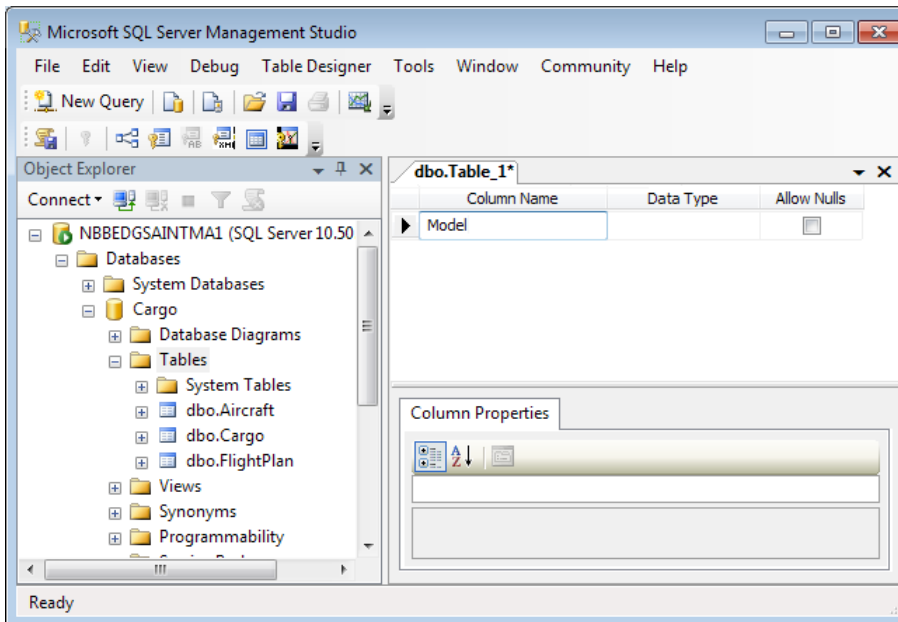 Microsoft SQL Server Management Studio
File Edit View Debug Table Designer Tools Window Community Help
New Query
Object Explorer
Connect
NBBEDGSAINTMA1 (SQL Server 10.50
Databases
System Databases
Cargo
Database Diagrams
Tables
System Tables
dbo.Aircraft
dbo.Cargo
dbo.FlightPlan
Views
Synonyms
Programmability
dbo.Table_1*
Column Name Data Type Allow Nulls
Model
Column Properties
Ready